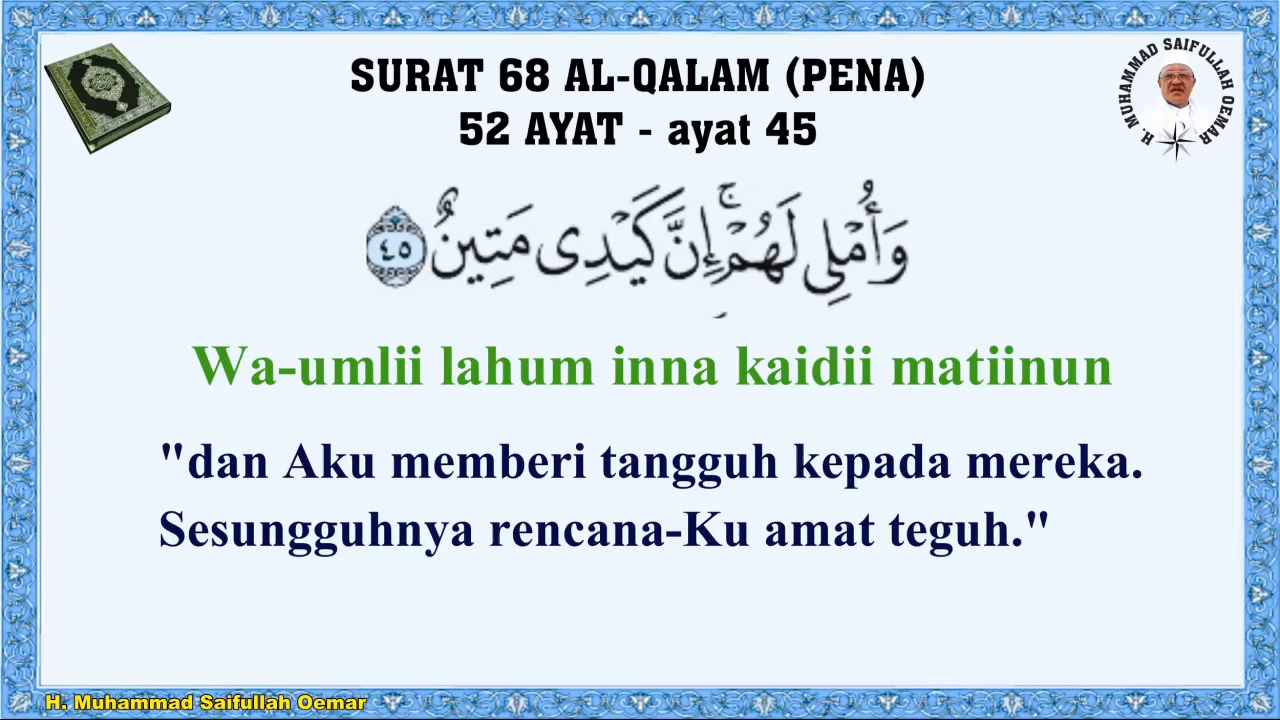 SURAT 68 AL-QALAM (PENA)
52 AYAT - ayat 45
H. MUHAMMAD SAIFULLAH OEMAR
وَأُمْلِى لَهُمْ ۚ إِنَّ كَيْدِى مَتِينٌ ٤٥
Wa-umlii lahum inna kaidii matiinun
"dan Aku memberi tangguh kepada mereka.
Sesungguhnya rencana-Ku amat teguh."
H. Muhammad Saifullah Oemar